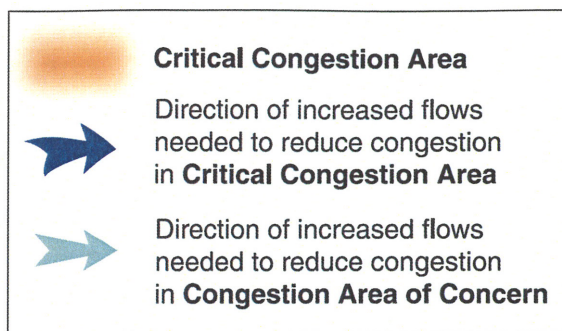 Critical Congestion Area
Direction of increased flows
needed to reduce congestion
in Critical Congestion Area
Direction of increased flows
needed to reduce congestion
in Congestion Area of Concern